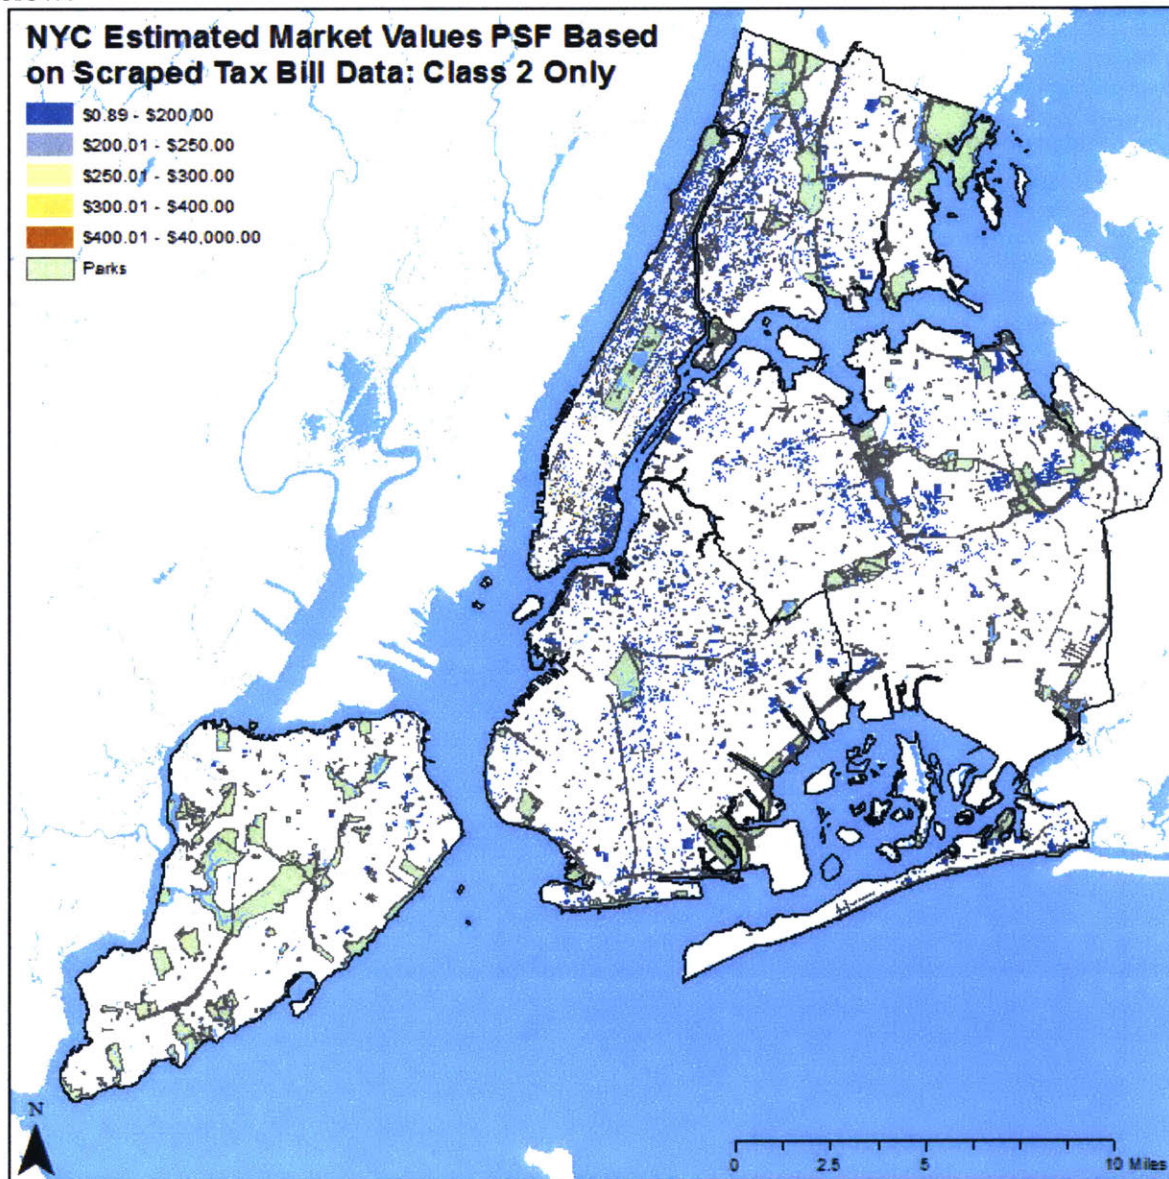 NYC Estimated Market Values PSF Based
on Scraped Tax Bill Data: Class 2 Only
$0.89 - $200.00
$200.01 - $250.00
$250.01 - $300.00
$300.01 - $400.00
$400.01 - $40,000.00
Parks
N
0 2.5 5 10 Miles